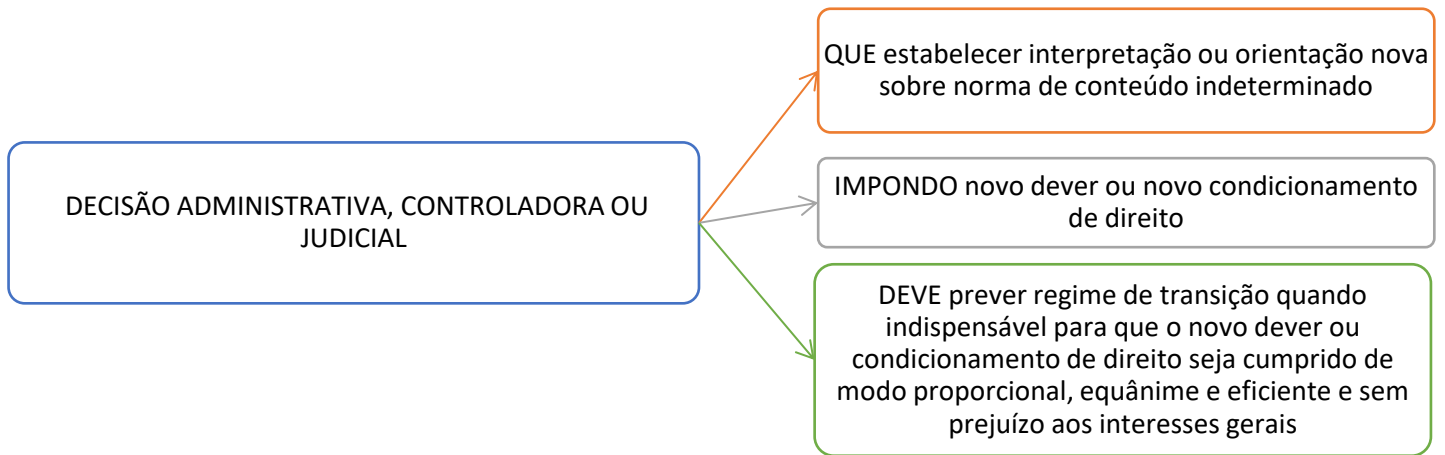 DECISÃO ADMINISTRATIVA, CONTROLADORA OU
JUDICIAL
QUE estabelecer interpretação ou orientação nova
sobre norma de conteúdo indeterminado
IMPONDO novo dever ou novo condicionamento
de direito
DEVE prever regime de transição quando
indispensável para que o novo dever ou
condicionamento de direito seja cumprido de
modo proporcional, equânime e eficiente e sem
prejuízo aos interesses gerais